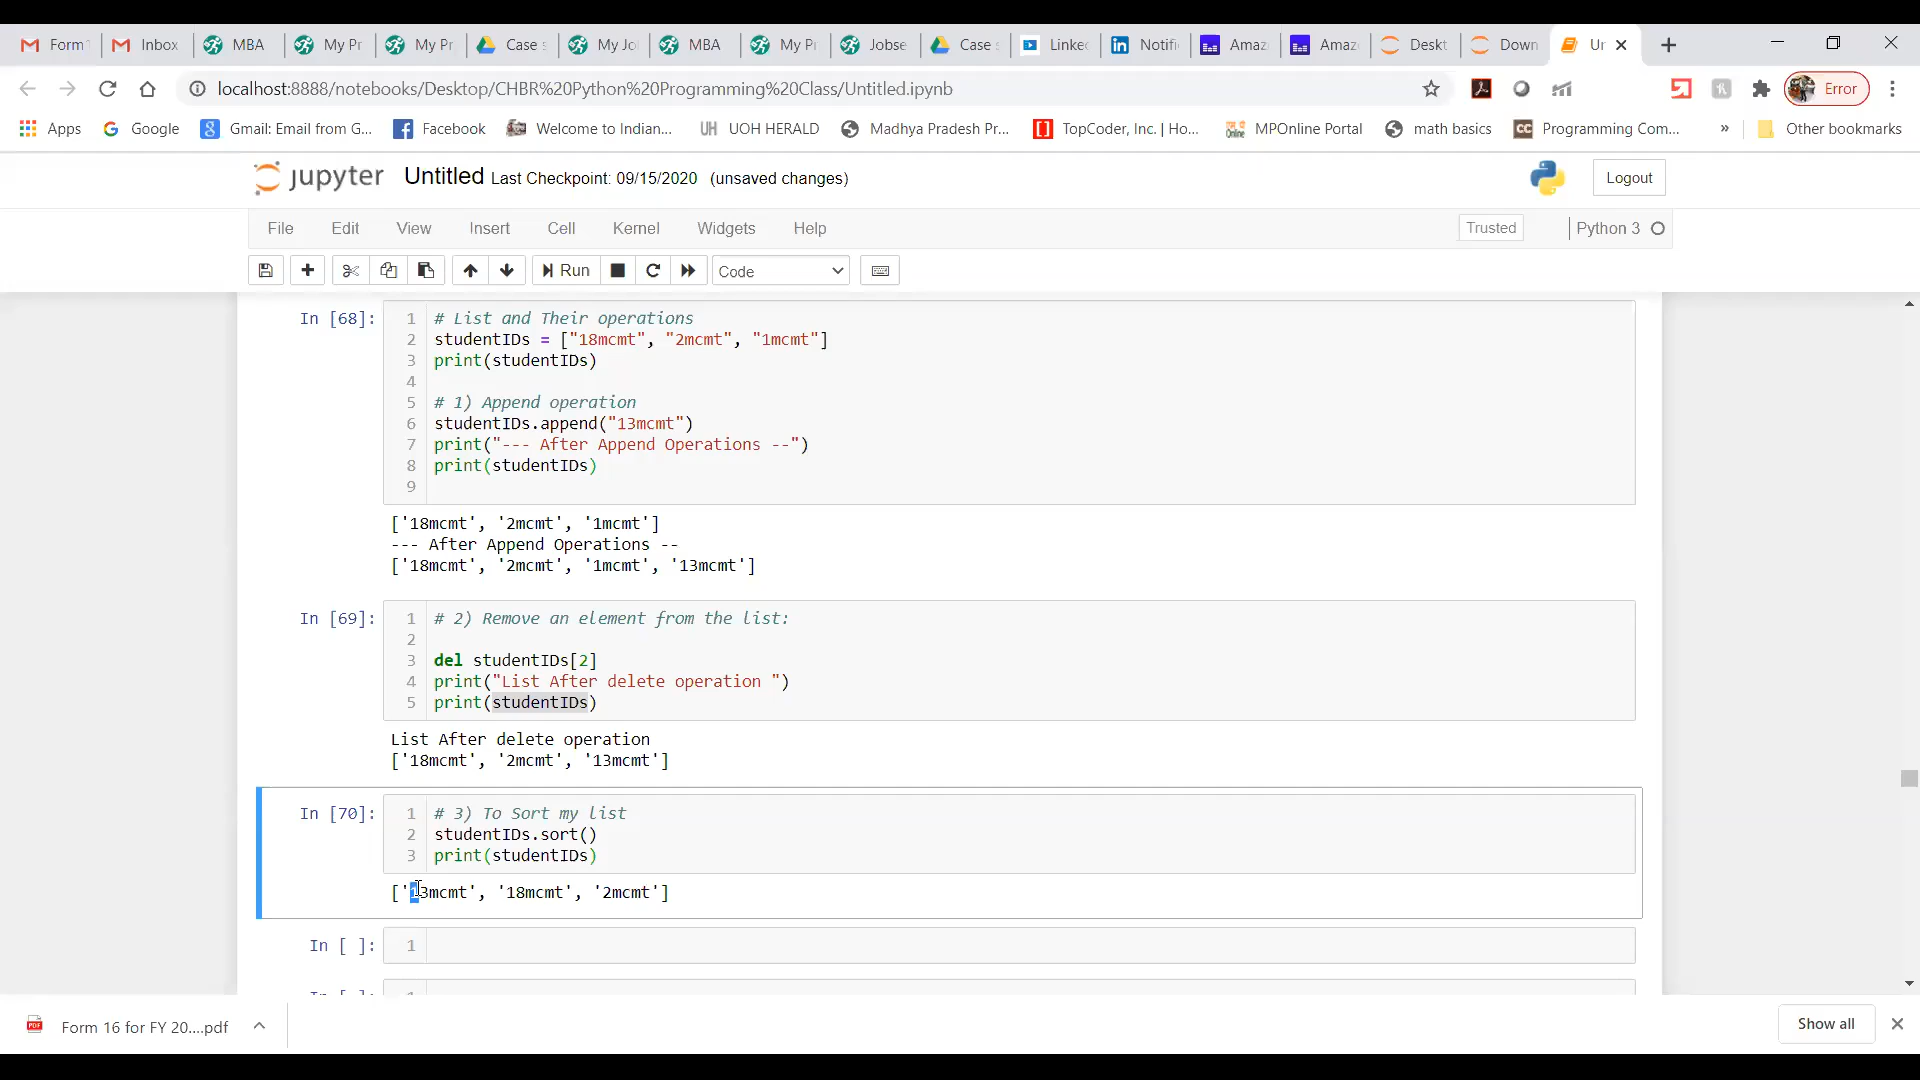 Form
Inbox
MBA
My Pr
My Pr
Case s
My Jo
MBA
My Pr
Jobse
Case s
Linke
Notifi
Amaz
Amaz
Deskt
Down
Ur
localhost:8888/notebooks/Desktop/CHBR%20Python%20Programming%20Class/Untitled.ipynb
Error
Apps
Google
Gmail: Email from G...
Facebook
Welcome to Indian...
UH UOH HERALD
Madhya Pradesh Pr...
TopCoder, Inc. | Ho...
MPOnline Portal
math basics
CC Programming Com...
»
Other bookmarks
jupyter Untitled Last Checkpoint: 09/15/2020 (unsaved changes)
Logout
File Edit View Insert Cell Kernel Widgets Help
Trusted
Python 3
Run
Code
In [68]:
1 # List and Their operations
2 studentIDs = ["18mcmt", "2mcmt", "1mcmt"]
3 print(studentIDs)
4
5 # 1) Append operation
6 studentIDs.append("13mcmt")
7 print("--- After Append Operations --")
8 print(studentIDs)
9
['18mcmt', '2mcmt', '1mcmt']
--- After Append Operations --
['18mcmt', '2mcmt', '1mcmt', '13mcmt']
In [69]:
1 # 2) Remove an element from the list:
2
3 del studentIDs[2]
4 print("List After delete operation ")
5 print(studentIDs)
List After delete operation
['18mcmt', '2mcmt', '13mcmt']
In [70]:
1 # 3) To Sort my list
2 studentIDs.sort()
3 print(studentIDs)
['13mcmt', '18mcmt', '2mcmt']
In [ ]:
1
Form 16 for FY 20....pdf
Show all